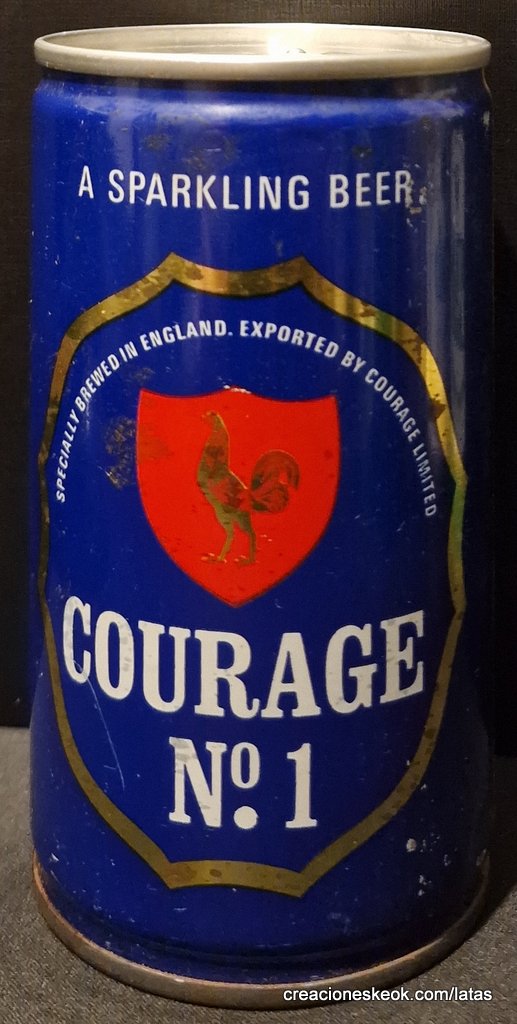 A SPARKLING BEER
SPECIALLY BREWED IN ENGLAND. EXPORTED BY COURAGE LIMITED
COURAGE
Nº. 1
creacioneskeok.com/latas